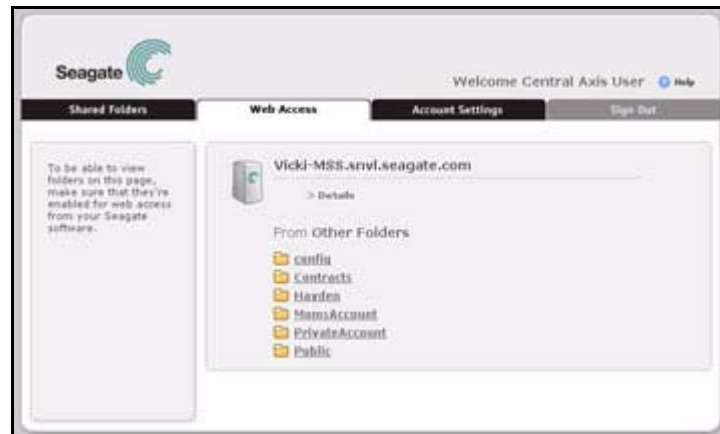 Seagate
Welcome Central Axis User Help
Shared Folders Web Access Account Settings Sign Out
To be able to view
folders on this page,
make sure that they're
enabled for web access
from your Seagate
software.
Vicki-MSS.snvl.seagate.com
> Details
From Other Folders
config
Contracts
Hayden
MomsAccount
PrivateAccount
Public